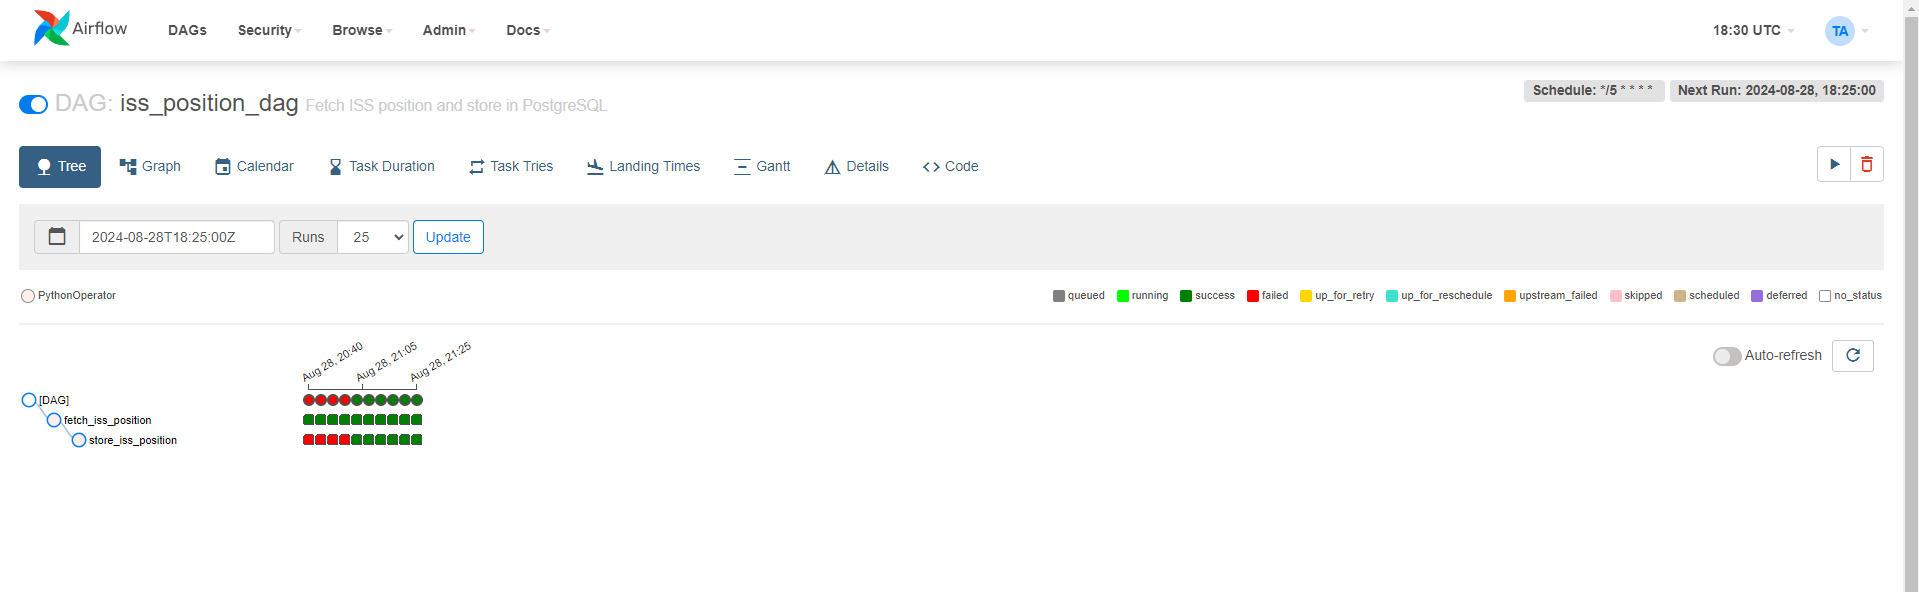 Airflow DAGs Security Browse Admin Docs 18:30 UTC TA
Schedule: */5 * * * * Next Run: 2024-08-28, 18:25:00
DAG: iss_position_dag Fetch ISS position and store in PostgreSQL
Tree Graph Calendar Task Duration Task Tries Landing Times Gantt Details Code
2024-08-28T18:25:00Z Runs 25 Update
PythonOperator queued running success failed up_for_retry up_for_reschedule upstream_failed skipped scheduled deferred no_status
Aug 28, 20:40 Aug 28, 21:05 Aug 28, 21:25
Auto-refresh
[DAG]
fetch_iss_position
store_iss_position